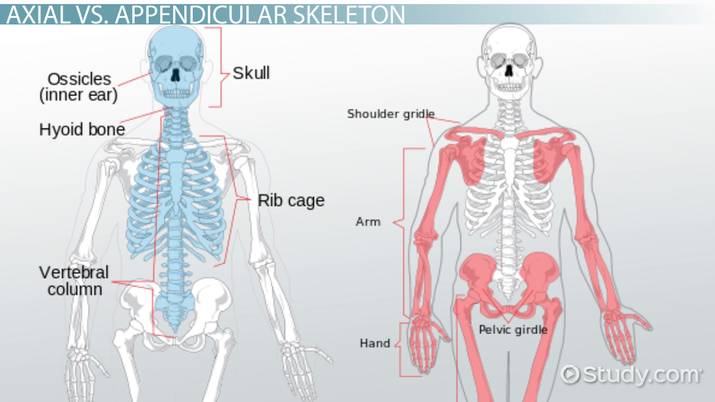 AXIAL VS. APPENDICULAR SKELETON
Ossicles
(inner ear)
Skull
Hyoid bone
Rib cage
Vertebral
column
Shoulder gridle
Arm
Hand
Pelvic girdle
Study.com